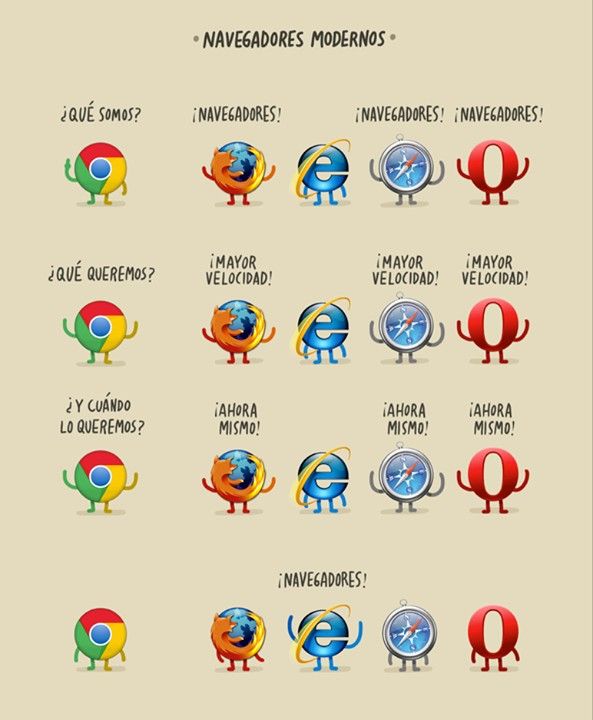 • NAVEGADORES MODERNOS •
¿QUÉ SOMOS? ¡NAVEGADORES! ¡NAVEGADORES! ¡NAVEGADORES!
¿QUÉ QUEREMOS?
¡MAYOR
VELOCIDAD!
¡MAYOR
VELOCIDAD!
¡MAYOR
VELOCIDAD!
¿Y CUÁNDO
LO QUEREMOS?
¡AHORA
MISMO!
¡AHORA
MISMO!
¡AHORA
MISMO!
¡NAVEGADORES!